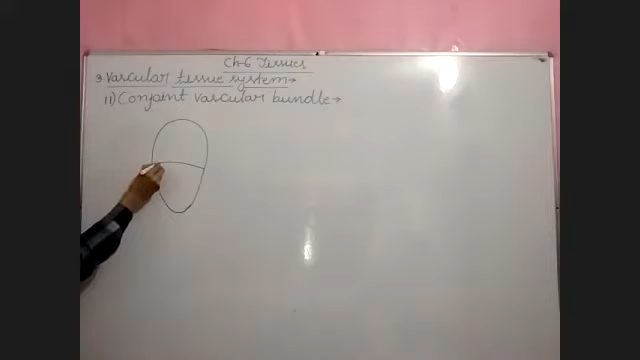 Ch-6 Tissues
3 Vascular tissue system→
ii) Conjoint vascular bundle→